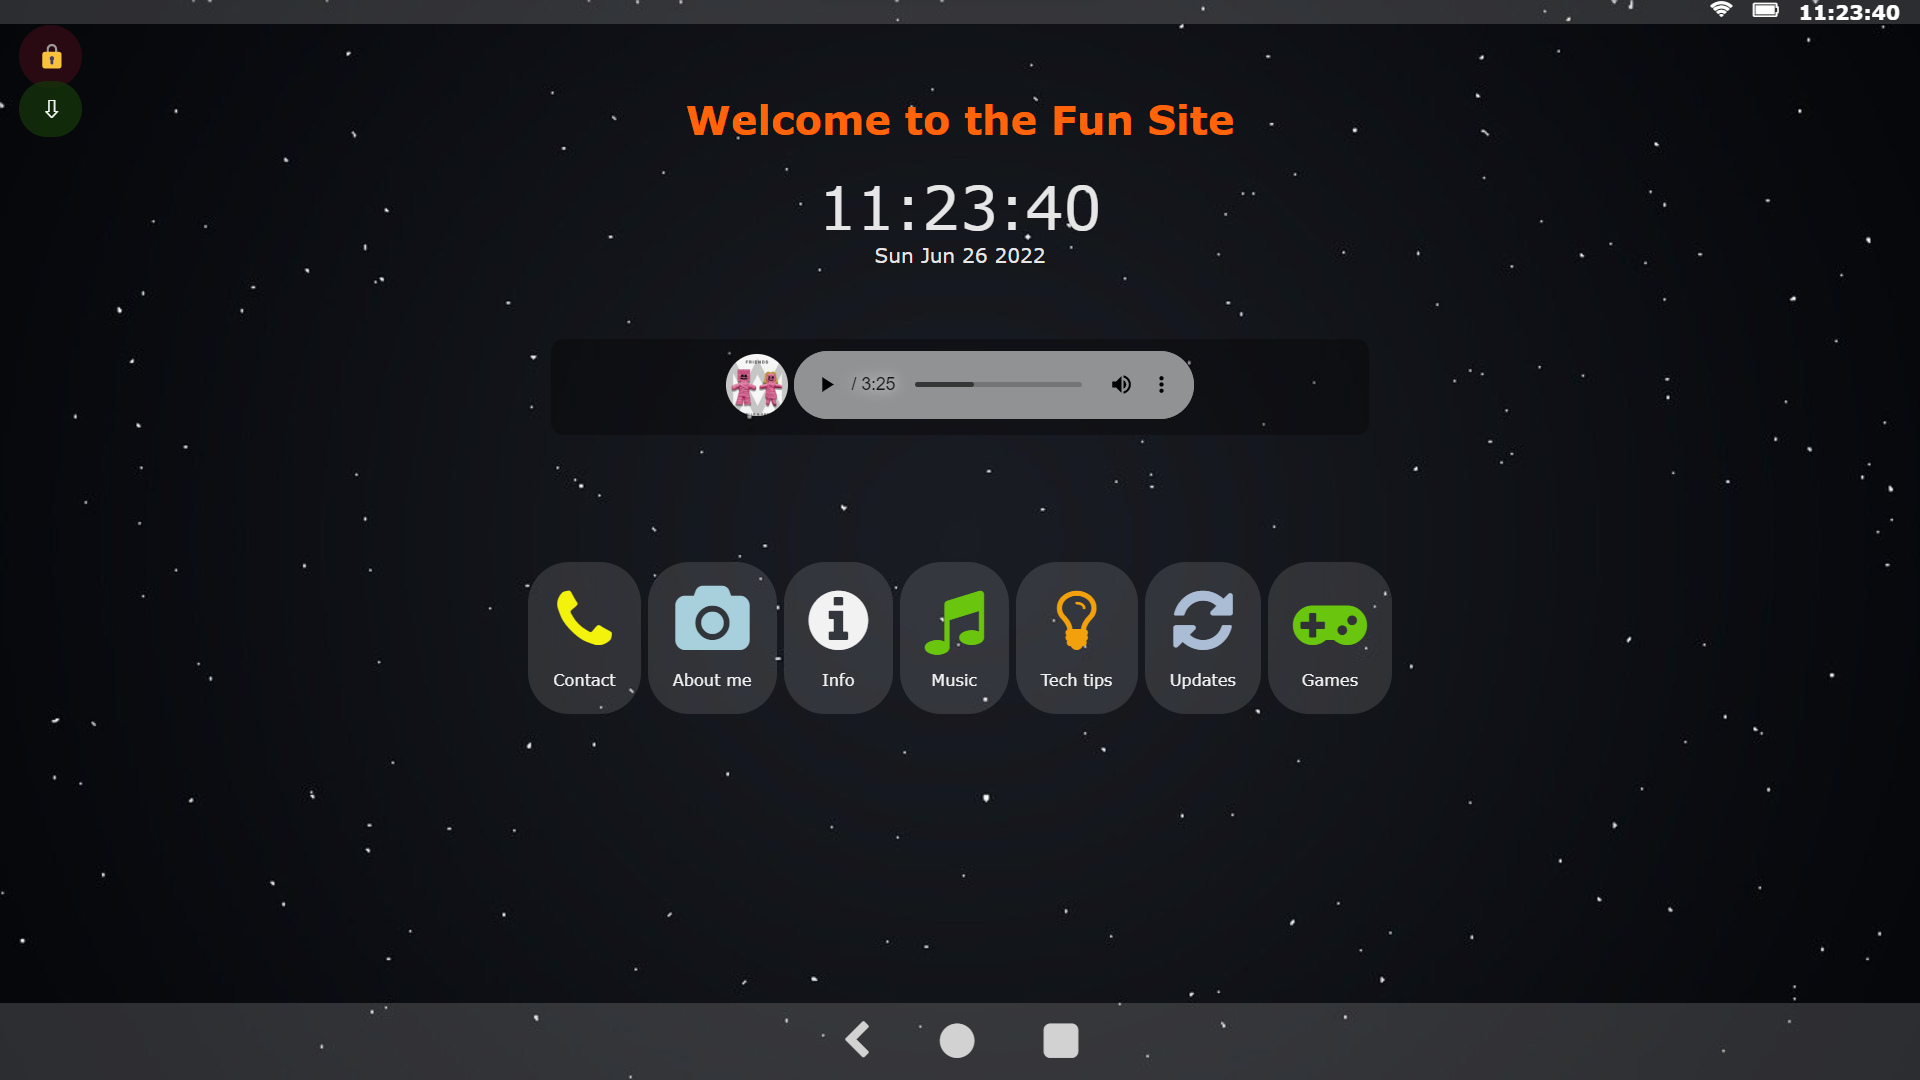 11:23:40
Welcome to the Fun Site
11:23:40
Sun Jun 26 2022
FRIENDS
/ 3:25
Contact
About me
Info
Music
Tech tips
Updates
Games